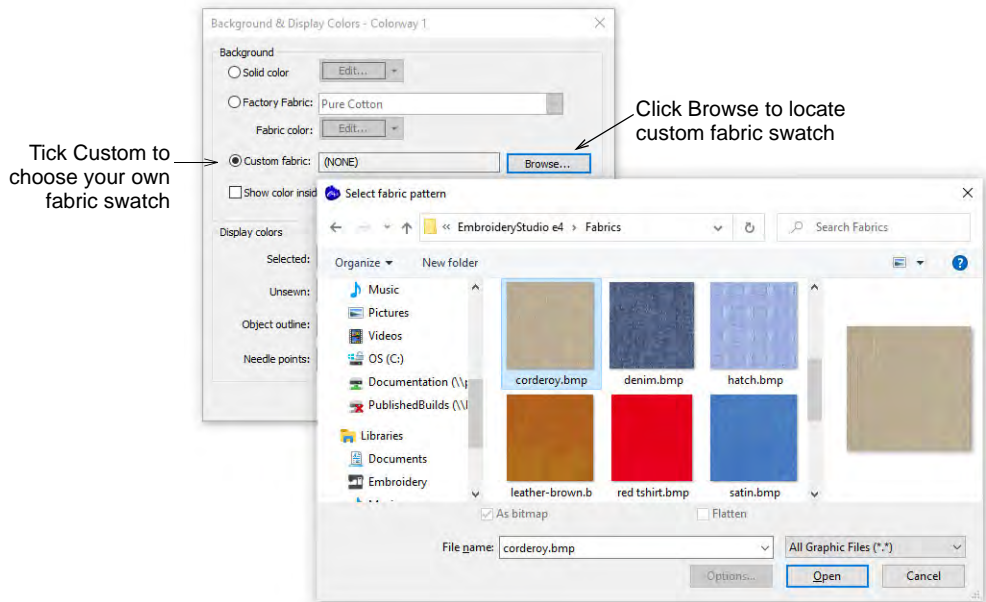 Background & Display Colors - Colorway 1
Background
Solid color
Edit...
Factory Fabric:
Pure Cotton
Fabric color:
Edit...
Custom fabric:
(NONE)
Browse...
Show color insid
Display colors
Selected:
Unsewn:
Object outline:
Needle points:
Tick Custom to
choose your own
fabric swatch
Click Browse to locate
custom fabric swatch
Select fabric pattern
« EmbroideryStudio e4 › Fabrics
Search Fabrics
Organize
New folder
Music
Pictures
Videos
OS (C:)
Documentation (\\p
PublishedBuilds (\\
Libraries
Documents
Embroidery
corderoy.bmp
denim.bmp
hatch.bmp
leather-brown.b
red tshirt.bmp
satin.bmp
As bitmap
Flatten
File name:
corderoy.bmp
All Graphic Files (*.*)
Options...
Open
Cancel